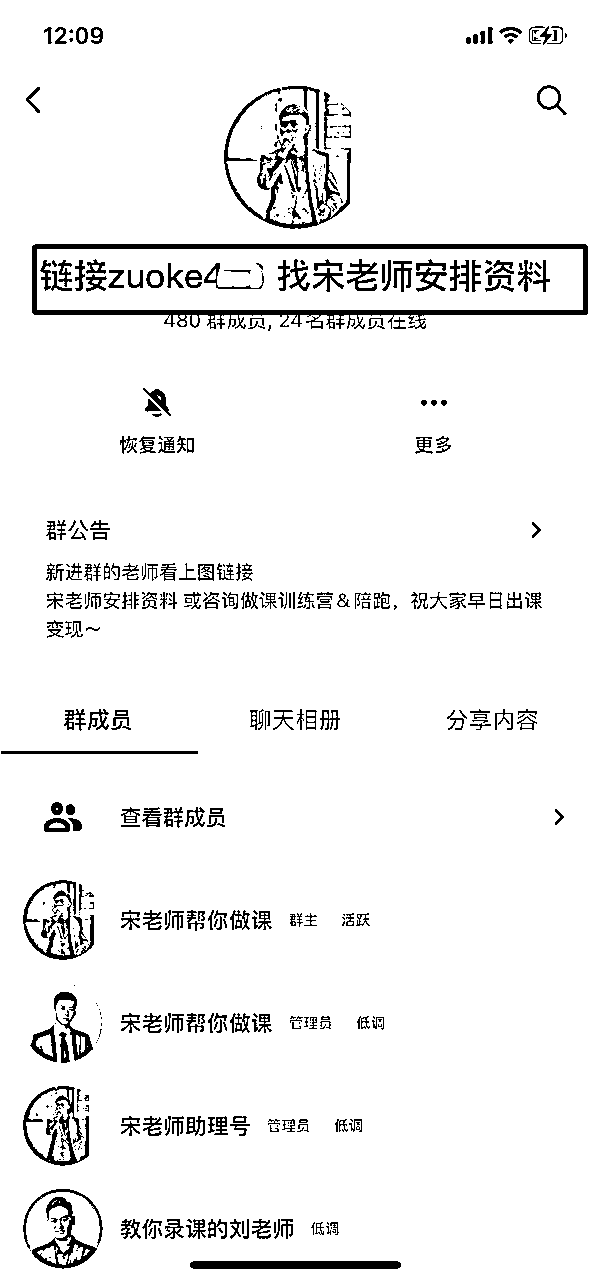 12:09
链接zuoke4 找宋老师安排资料
480 群成员, 24名群成员在线
恢复通知
更多
群公告
新进群的老师看上图链接
宋老师安排资料 或咨询做课训练营＆陪跑，祝大家早日出课
变现～
群成员 聊天相册 分享内容
查看群成员
宋老师帮你做课 群主 活跃
宋老师帮你做课 管理员 低调
宋老师助理号 管理员 低调
教你录课的刘老师 低调